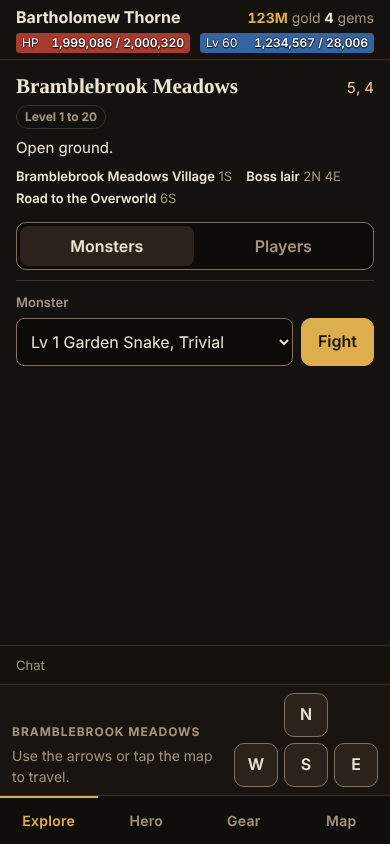 Bartholomew Thorne 123M gold 4 gems
HP 1,999,086 / 2,000,320 Lv 60 1,234,567 / 28,006
Bramblebrook Meadows 5, 4
Level 1 to 20
Open ground.
Bramblebrook Meadows Village 1S Boss lair 2N 4E
Road to the Overworld 6S
Monsters Players
Monster
Lv 1 Garden Snake, Trivial Fight
Chat
N
BRAMBLEBROOK MEADOWS
Use the arrows or tap the map
to travel.
W S E
Explore Hero Gear Map